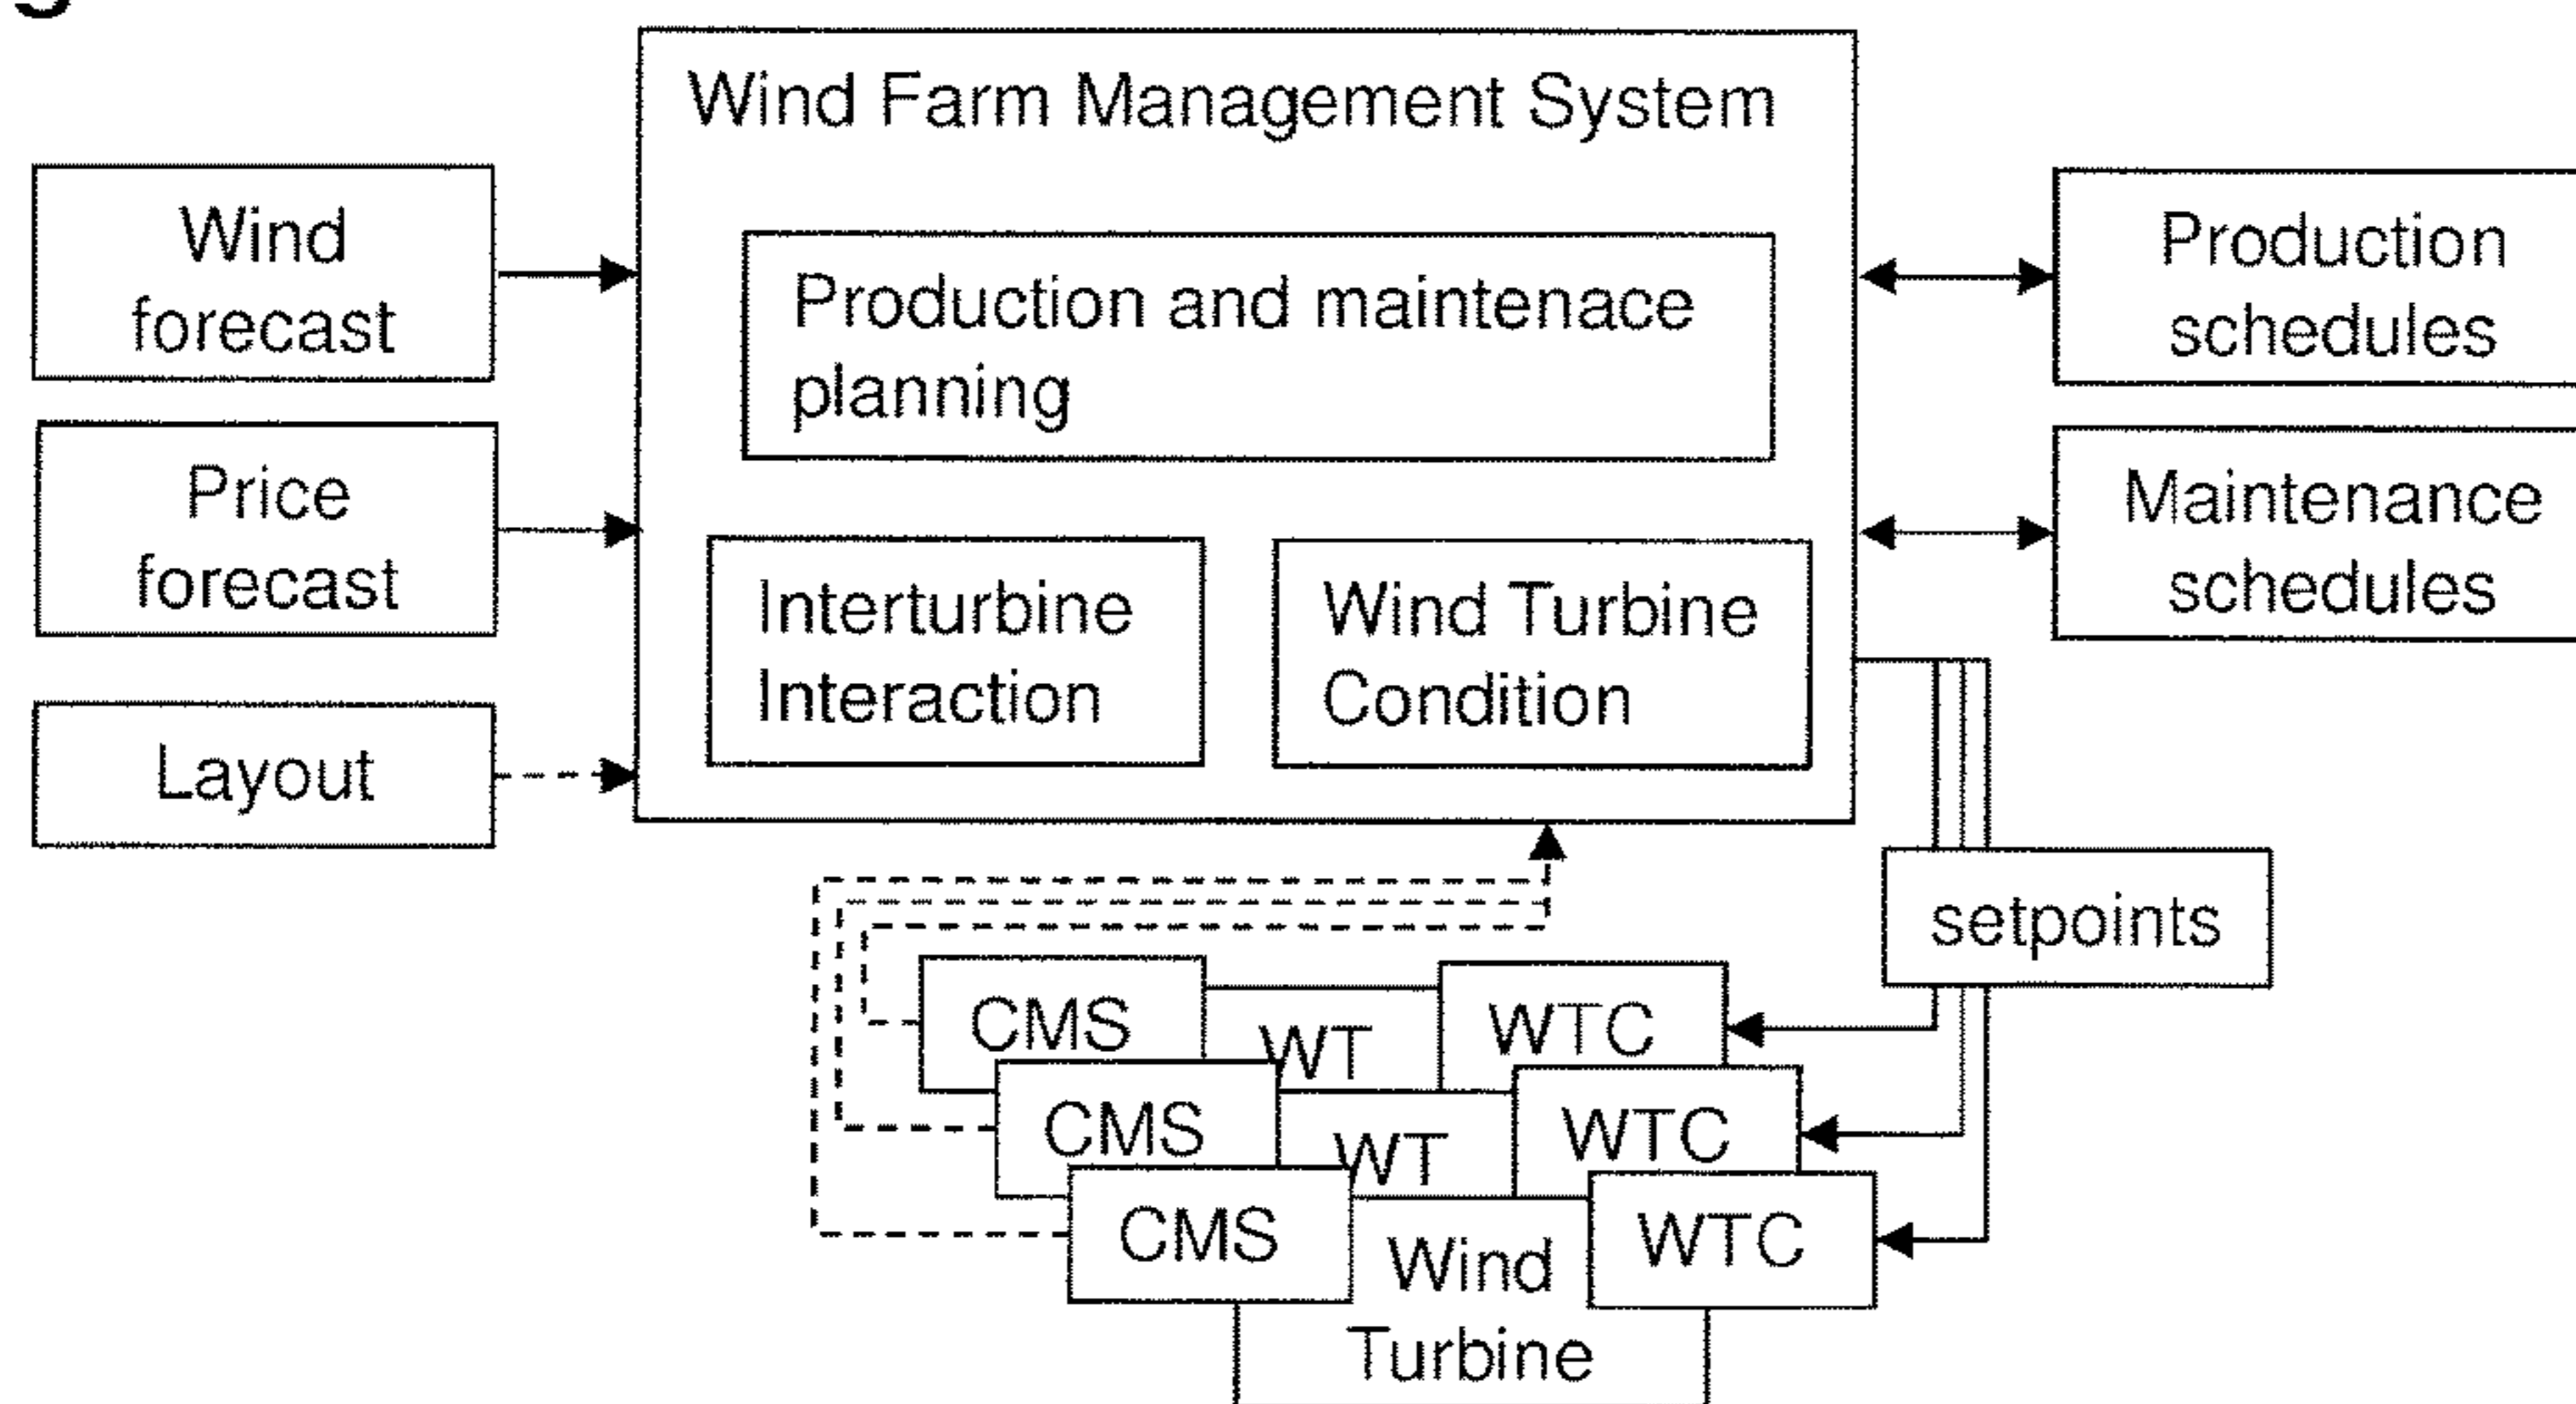 g
Wind Farm Management System
Wind
forecast
Production and maintenace
planning
Production
schedules
Price
forecast
Interturbine
Interaction
Wind Turbine
Condition
Maintenance
schedules
Layout
setpoints
CMS
WT
WTC
CMS
WT
WTC
CMS
Wind
Turbine
WTC